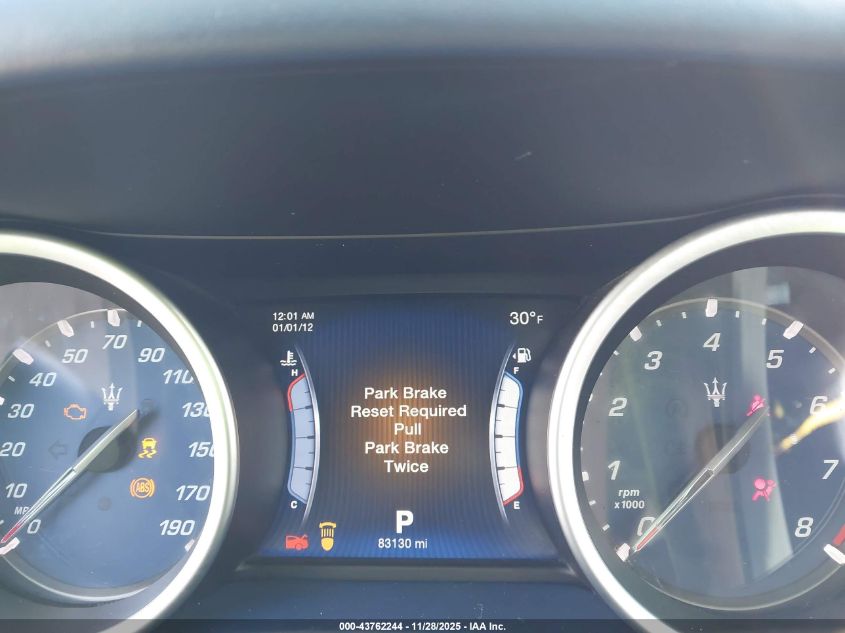 12:01 AM
01/01/12
30°F
H
C
F
E
Park Brake
Reset Required
Pull
Park Brake
Twice
P
83130 mi
0
10
20
30
40
50
70
90
110
130
150
170
190
ABS
0
1
2
3
4
5
6
7
8
rpm
x1000
000-43762244 - 11/28/2025 - IAA Inc.